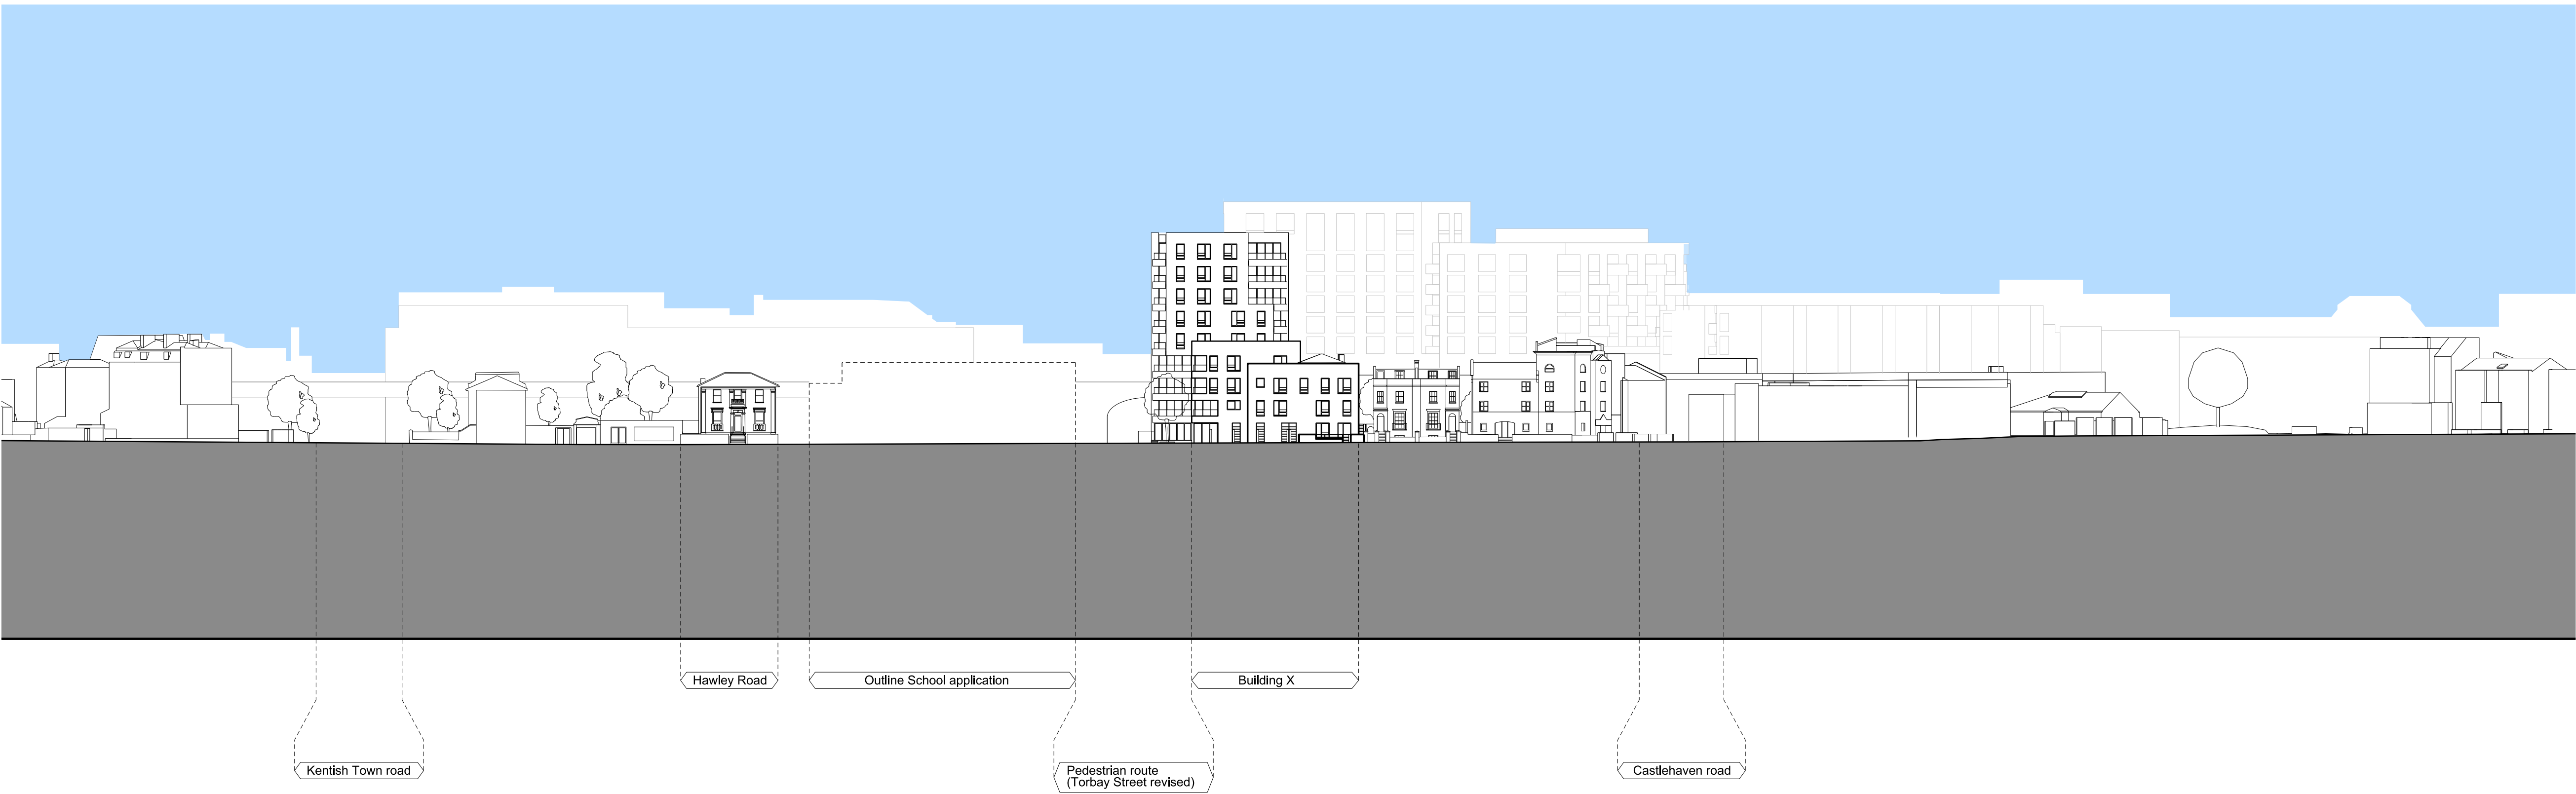 Hawley Road
Outline School application
Building X
Kentish Town road
Pedestrian route
(Torbay Street revised)
Castlehaven road